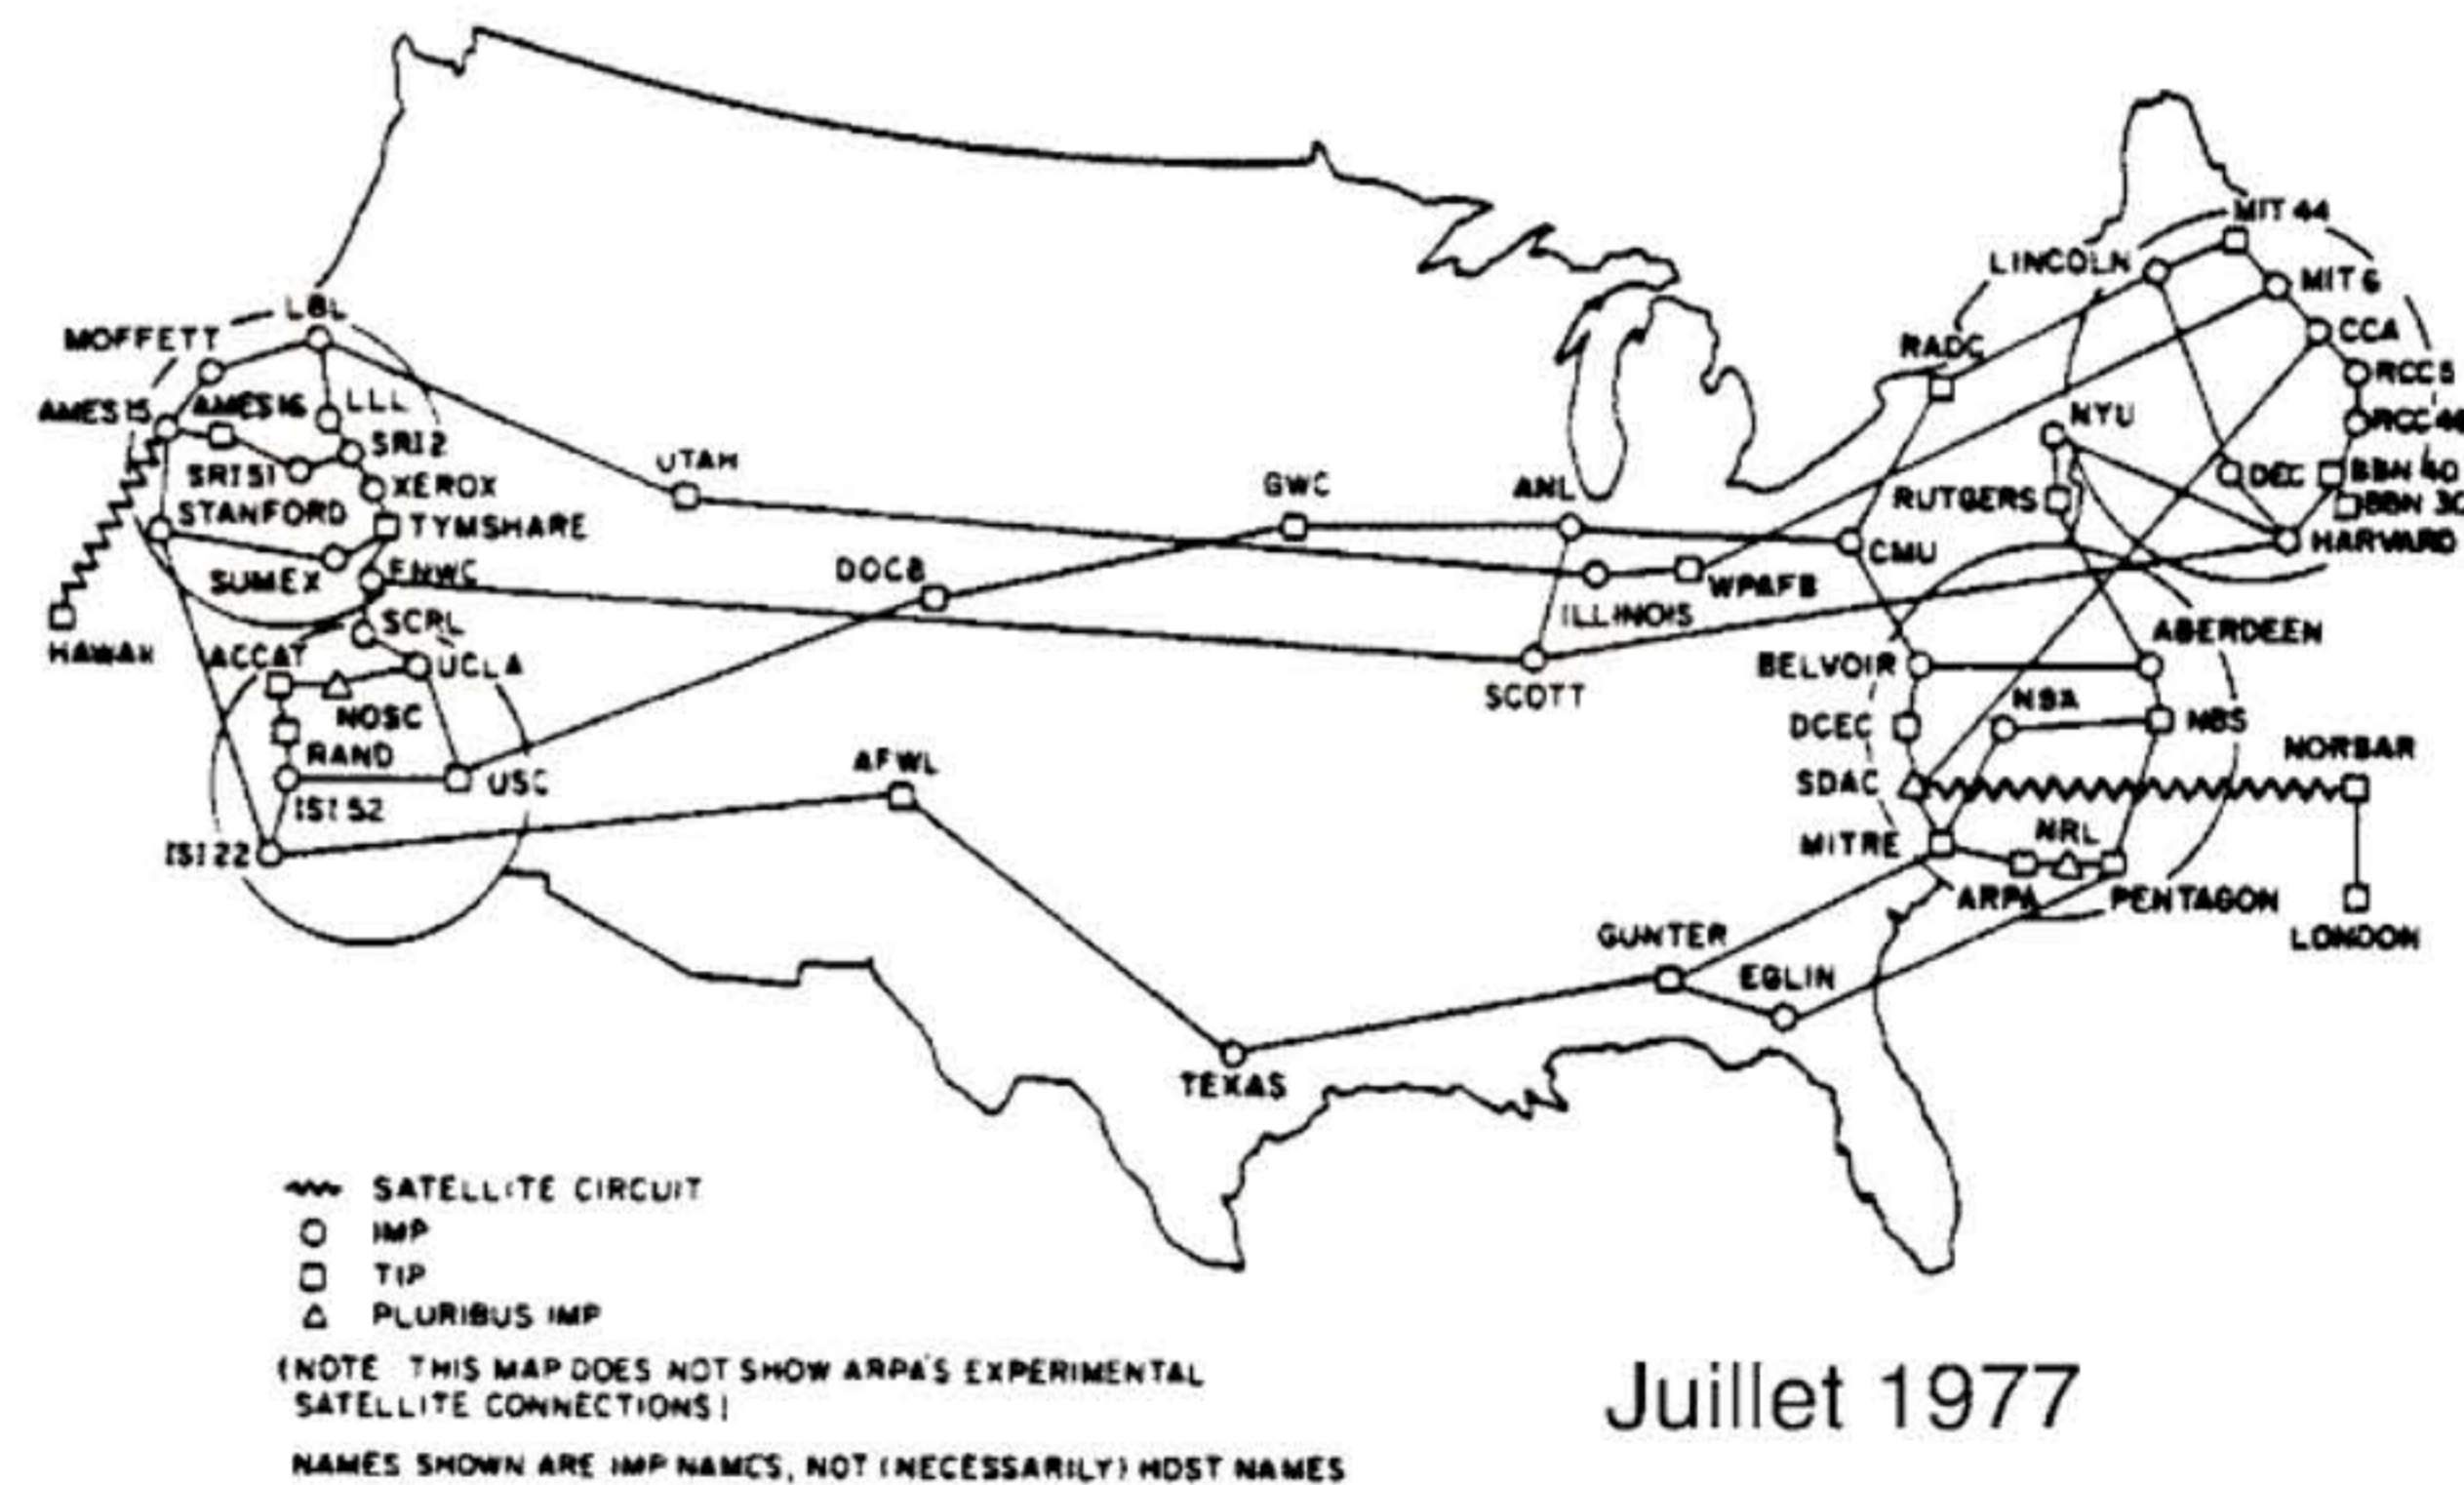 MIT 44
LINCOLN
MIT 6
LBL
MOFFETT
CCA
RADC
RCC 5
AMES 15
AMES 16
LLL
NYU
SRI 2
UTAH
SRI 51
XEROX
GWC
ANL
RUTGERS
DEC
BBN 40
BBN 30
STANFORD
TYMSHARE
HARVARD
CMU
SUMEX
FNWC
DOCB
WPAFB
ILLINOIS
SCRL
ABERDEEN
HAWAII
ACCAT
UCLA
BELVOIR
SCOTT
NOSC
DCEC
NBS
RAND
NORSAR
AFWL
USC
SDAC
ISI 52
NRL
MITRE
ISI 22
ARPA
PENTAGON
GUNTER
LONDON
EGLIN
TEXAS
SATELLITE CIRCUIT
IMP
TIP
PLURIBUS IMP
(NOTE THIS MAP DOES NOT SHOW ARPA'S EXPERIMENTAL
SATELLITE CONNECTIONS)
NAMES SHOWN ARE IMP NAMES, NOT (NECESSARILY) HOST NAMES
Juillet 1977